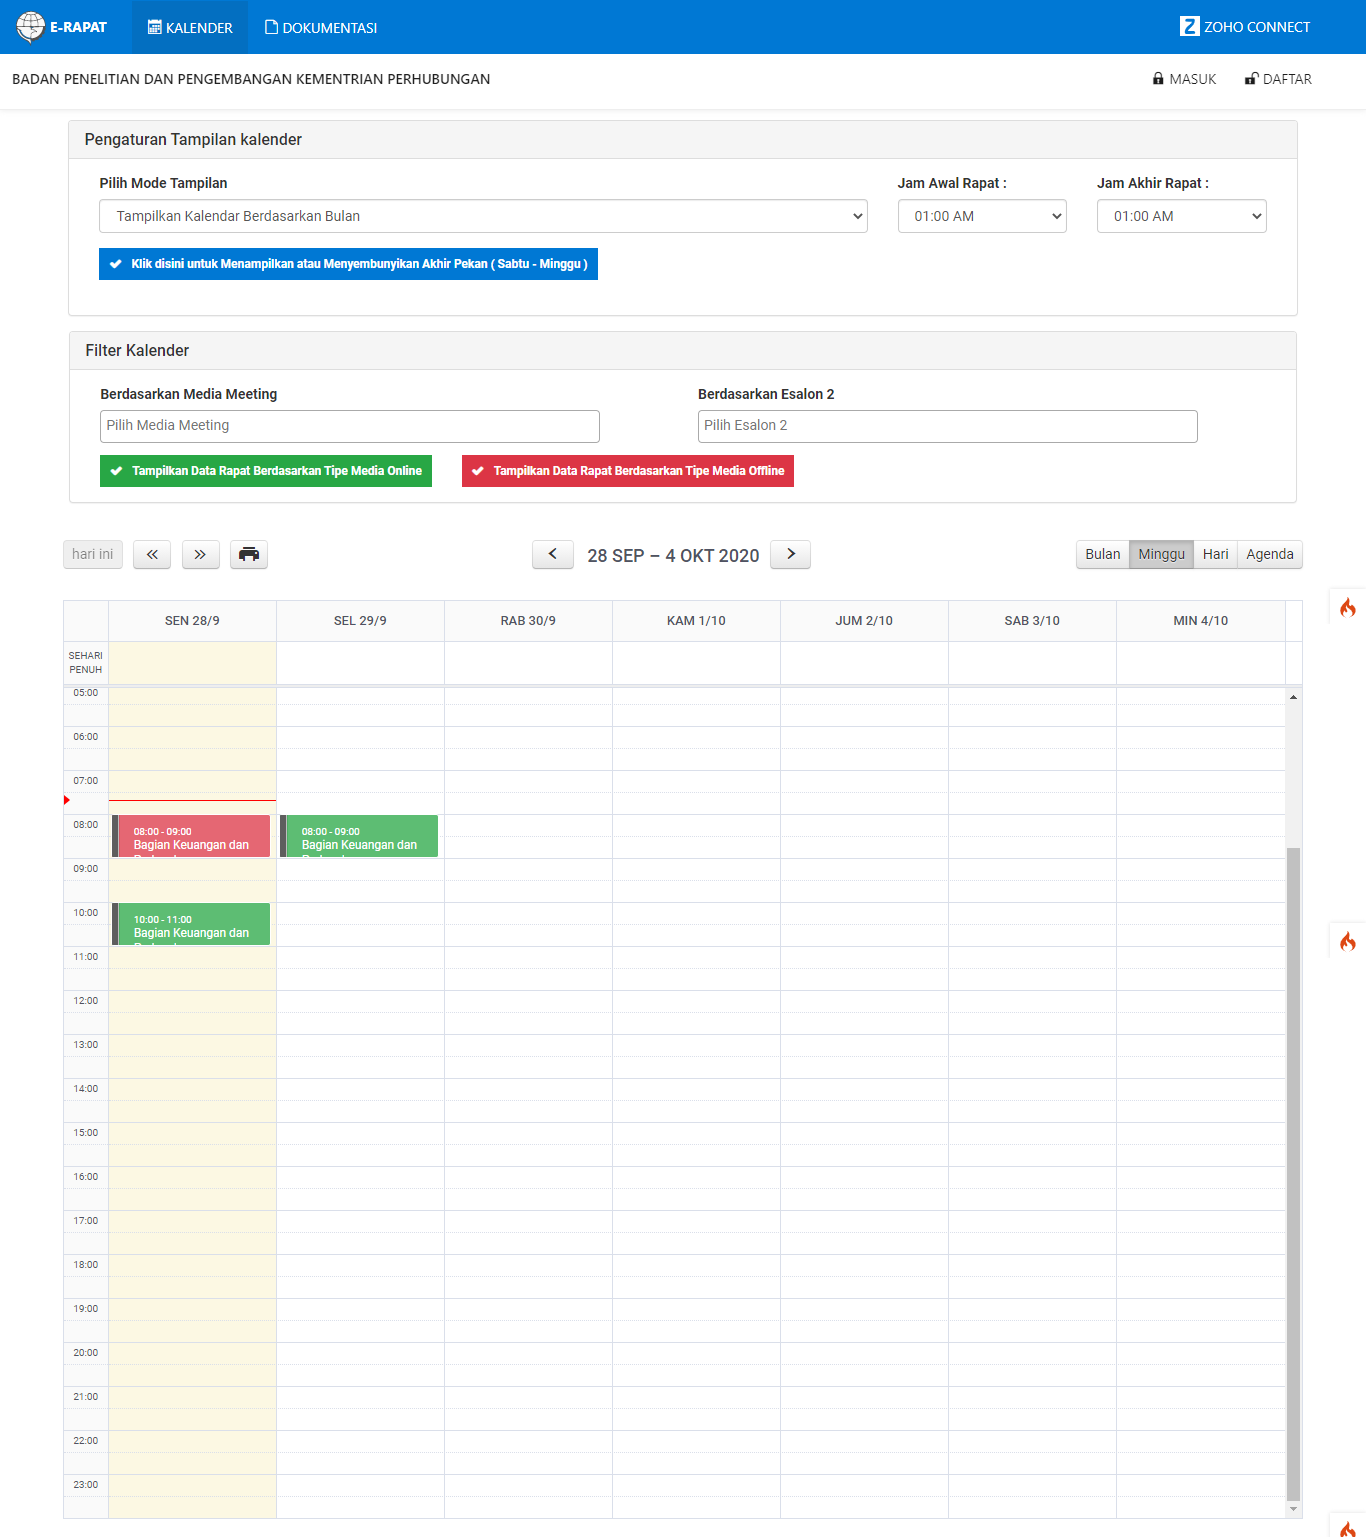 E-RAPAT
KALENDER
DOKUMENTASI
ZOHO CONNECT
BADAN PENELITIAN DAN PENGEMBANGAN KEMENTRIAN PERHUBUNGAN
MASUK
DAFTAR
Pengaturan Tampilan kalender
Pilih Mode Tampilan
Jam Awal Rapat :
Jam Akhir Rapat :
Tampilkan Kalendar Berdasarkan Bulan
01:00 AM
01:00 AM
Klik disini untuk Menampilkan atau Menyembunyikan Akhir Pekan ( Sabtu - Minggu )
Filter Kalender
Berdasarkan Media Meeting
Berdasarkan Esalon 2
Pilih Media Meeting
Pilih Esalon 2
Tampilkan Data Rapat Berdasarkan Tipe Media Online
Tampilkan Data Rapat Berdasarkan Tipe Media Offline
hari ini
28 SEP – 4 OKT 2020
Bulan
Minggu
Hari
Agenda
SEN 28/9
SEL 29/9
RAB 30/9
KAM 1/10
JUM 2/10
SAB 3/10
MIN 4/10
SEHARI
PENUH
05:00
06:00
07:00
08:00
08:00 - 09:00
Bagian Keuangan dan
08:00 - 09:00
Bagian Keuangan dan
09:00
10:00
10:00 - 11:00
Bagian Keuangan dan
11:00
12:00
13:00
14:00
15:00
16:00
17:00
18:00
19:00
20:00
21:00
22:00
23:00